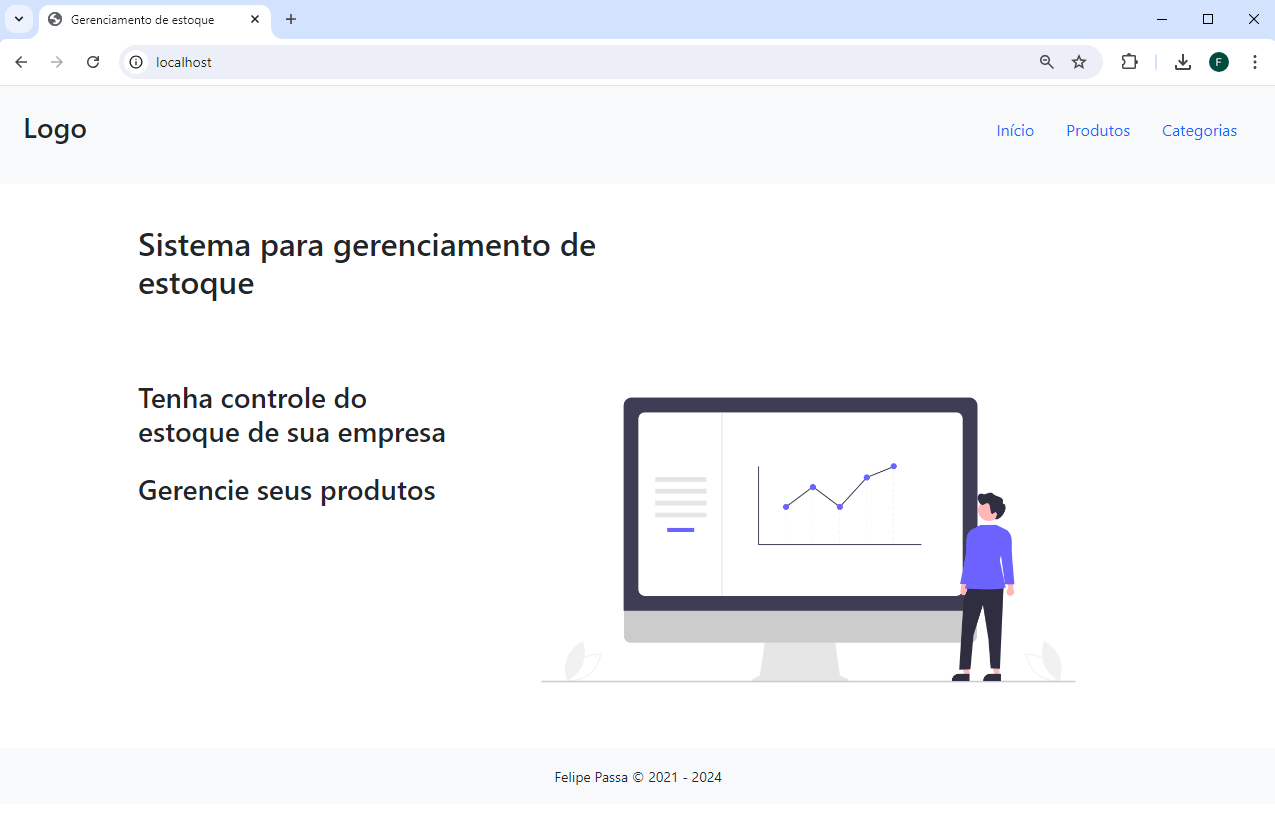 Gerenciamento de estoque
localhost
F
Logo
Início Produtos Categorias
Sistema para gerenciamento de
estoque
Tenha controle do
estoque de sua empresa
Gerencie seus produtos
Felipe Passa © 2021 - 2024